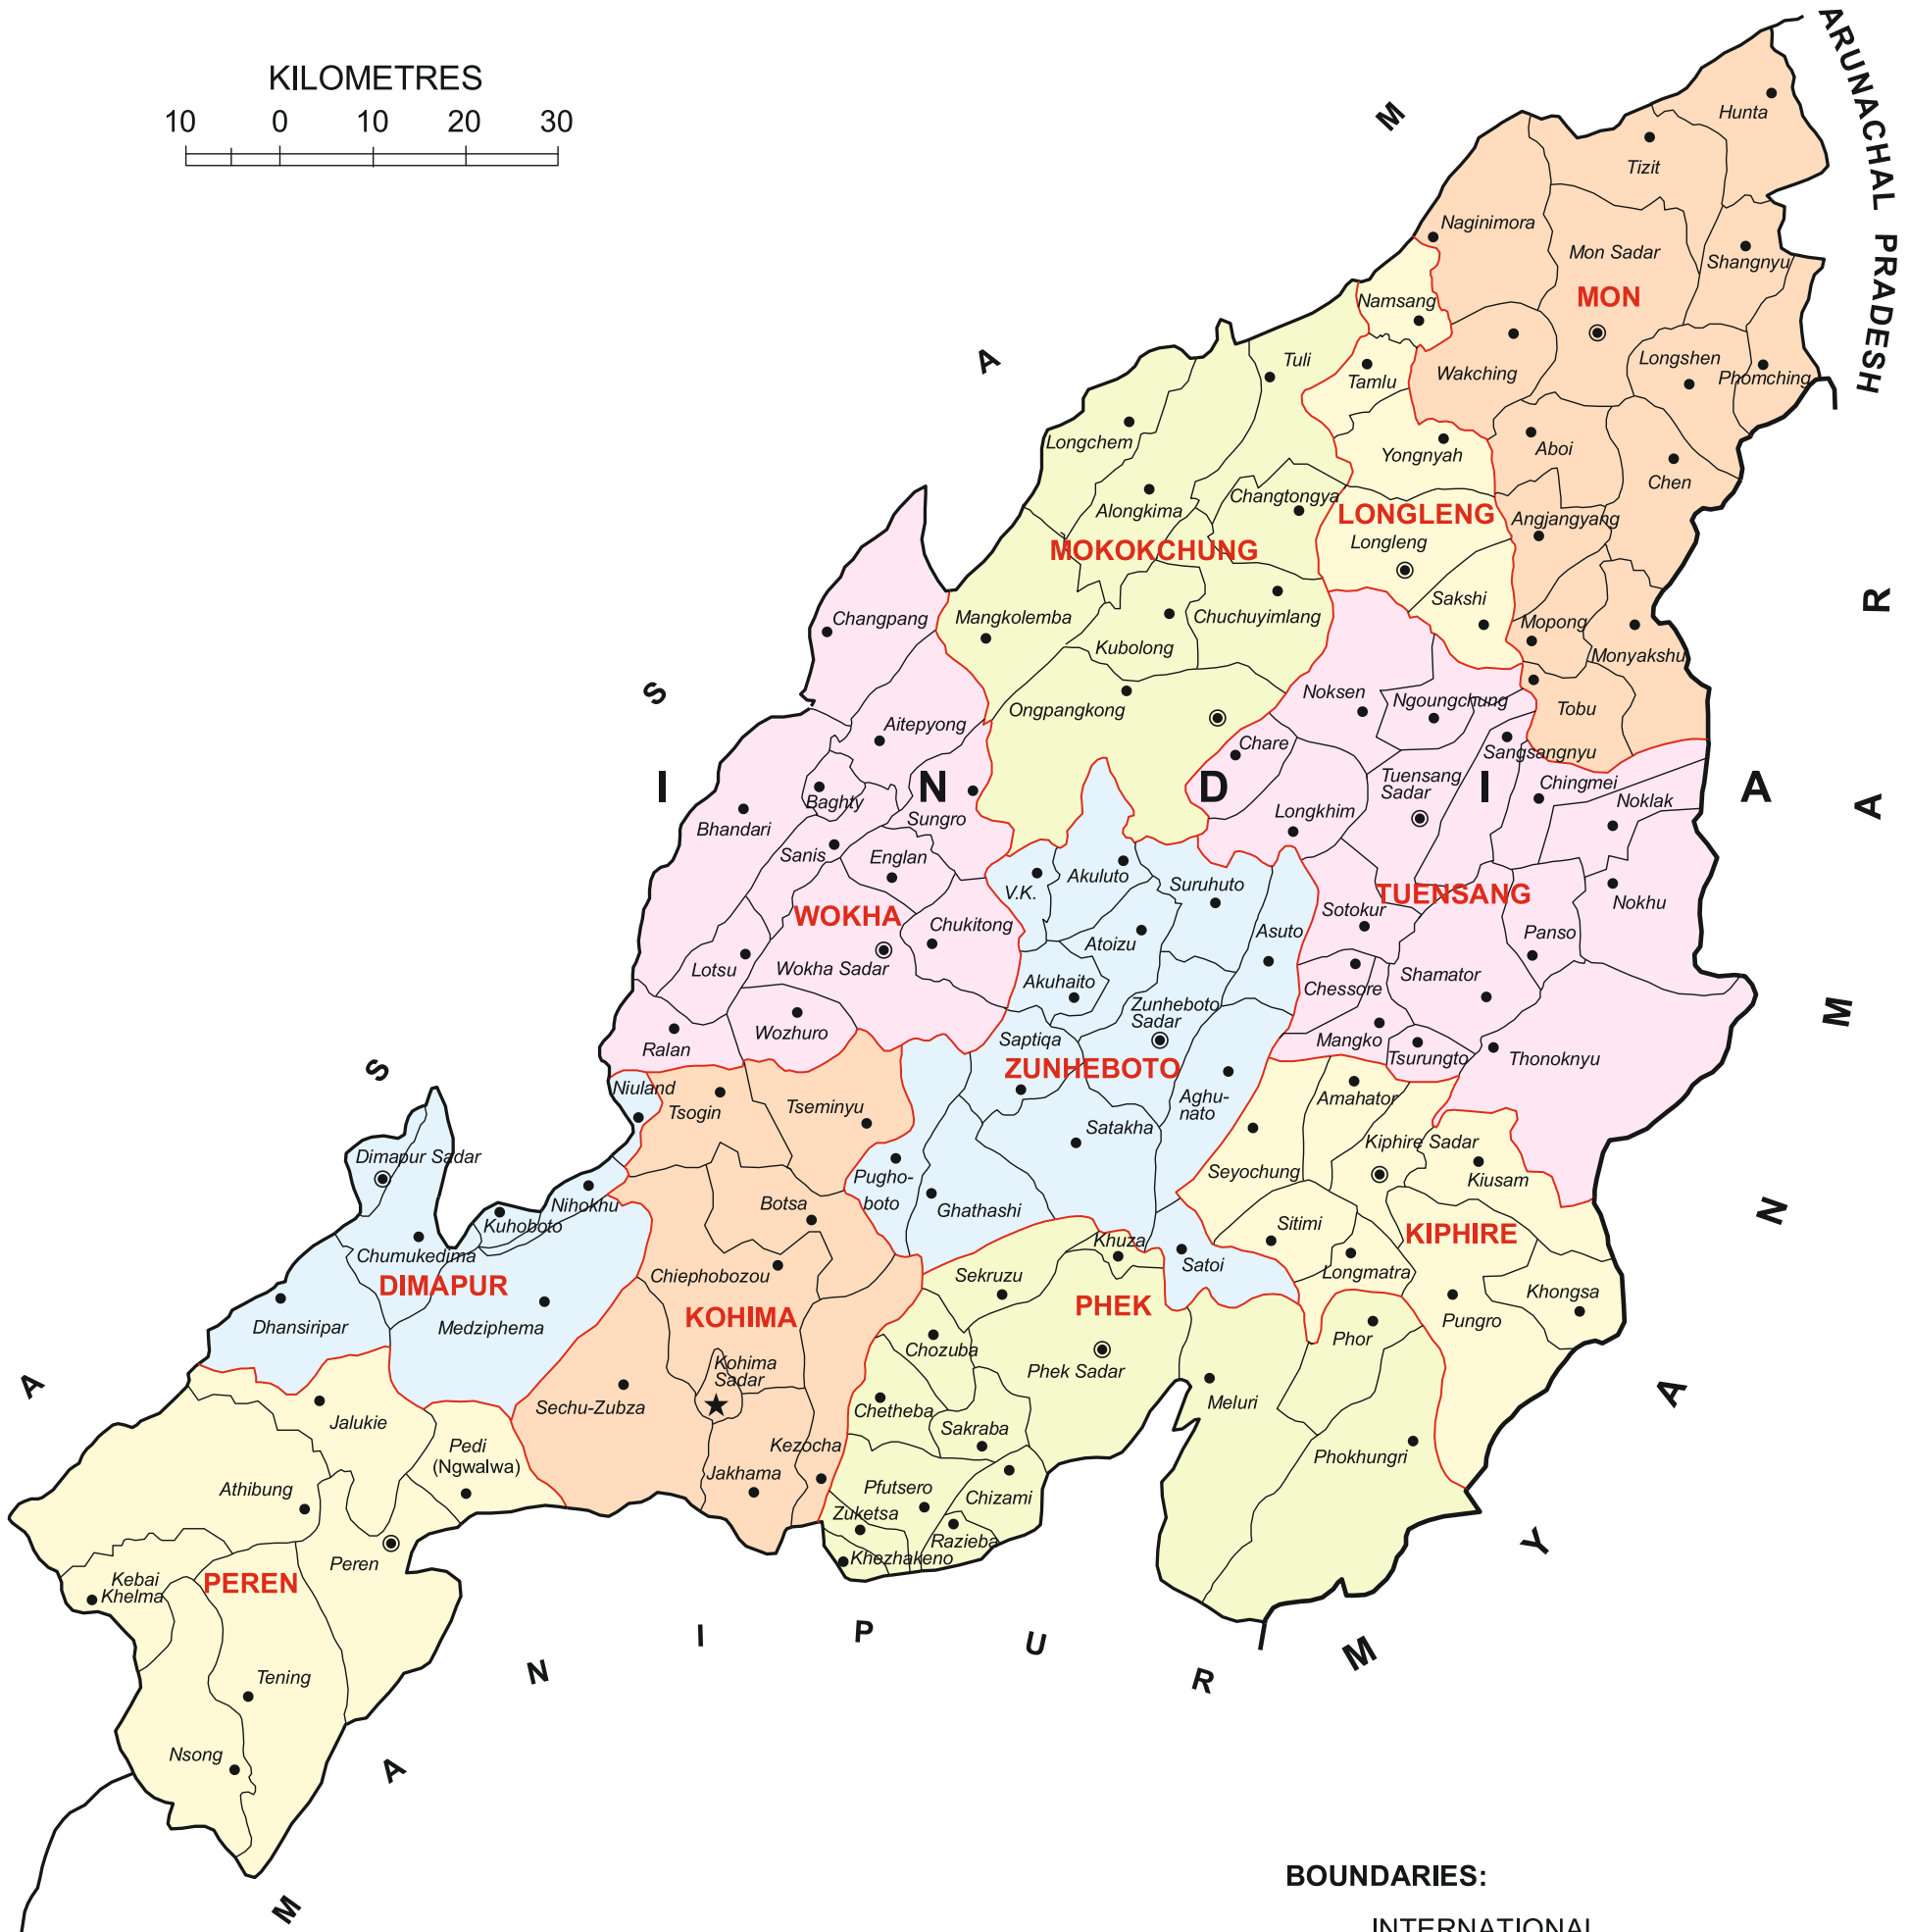 KILOMETRES
10 0 10 20 30
ARUNACHAL PRADESH
Hunta
Tizit
Naginimora
Mon Sadar
Shangnyu
MON
Namsang
Wakching
Longshen
Phomching
Tuli
Tamlu
Longchem
Yongnyah
Aboi
Chen
Alongkima
Changtongya
LONGLENG
Angjangyang
MOKOKCHUNG
Longleng
Sakshi
Changpang
Mangkolemba
Chuchuyimlang
Kubolong
Mopong
Monyakshu
Ongpangkong
Noksen
Ngoungchung
Tobu
Aitepyong
Chare
Sangsangnyu
Tuensang
Sadar
Chingmei
Noklak
I N D I A
Baghty
Sungro
Bhandari
Longkhim
Sanis
Englan
V.K.
Akuluto
Suruhuto
TUENSANG
Nokhu
WOKHA
Chukitong
Sotokur
Asuto
Panso
Atoizu
Lotsu
Wokha Sadar
Akuhaito
Chessore
Shamator
Zunheboto
Sadar
Wozhuro
Saptiqa
Ralan
Mangko
Tsurungto
Thonoknyu
ZUNHEBOTO
Niuland
Tsogin
Tseminyu
Aghu-
nato
Amahator
Satakha
Kiphire Sadar
Dimapur Sadar
Pugho-
boto
Seyochung
Kiusam
Nihokhu
Kuhoboto
Botsa
Ghathashi
Sitimi
KIPHIRE
Chumukedima
Khuza
Satoi
Longmatra
DIMAPUR
Chiephobozou
Sekruzu
Khongsa
KOHIMA
PHEK
Pungro
Dhansiripar
Medziphema
Chozuba
Phor
Kohima
Sadar
Phek Sadar
Sechu-Zubza
Chetheba
Meluri
Jalukie
Sakraba
Pedi
(Ngwalwa)
Kezocha
Phokhungri
Jakhama
Athibung
Pfutsero
Chizami
Zuketsa
Razieba
Khezhakeno
Peren
Kebai
Khelma
PEREN
Tening
Nsong
A S S A M
M A N I P U R
M Y A N M A R
BOUNDARIES:
INTERNATIONAL